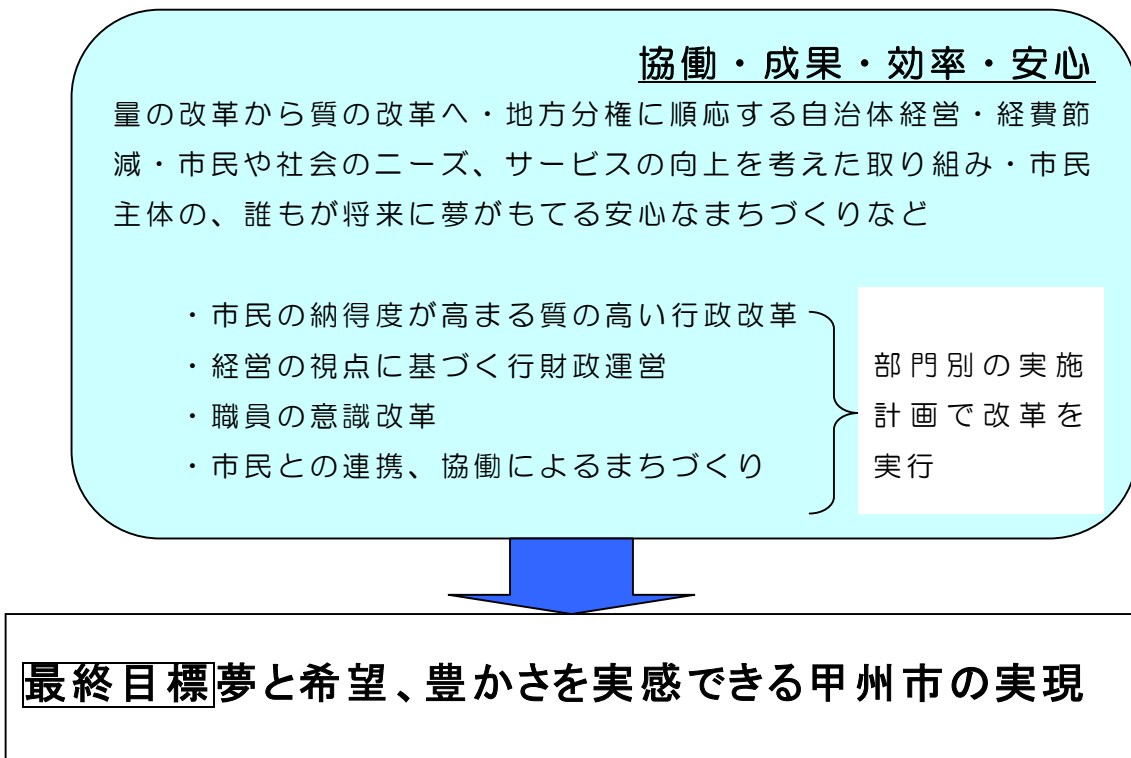 協働・成果・効率・安心
量の改革から質の改革へ・地方分権に順応する自治体経営・経費節
減・市民や社会のニーズ、サービスの向上を考えた取り組み・市民
主体の、誰もが将来に夢がもてる安心なまちづくりなど
・市民の納得度が高まる質の高い行政改革
・経営の視点に基づく行財政運営
・職員の意識改革
・市民との連携、協働によるまちづくり
部門別の実施
計画で改革を
実行
最終目標夢と希望、豊かさを実感できる甲州市の実現